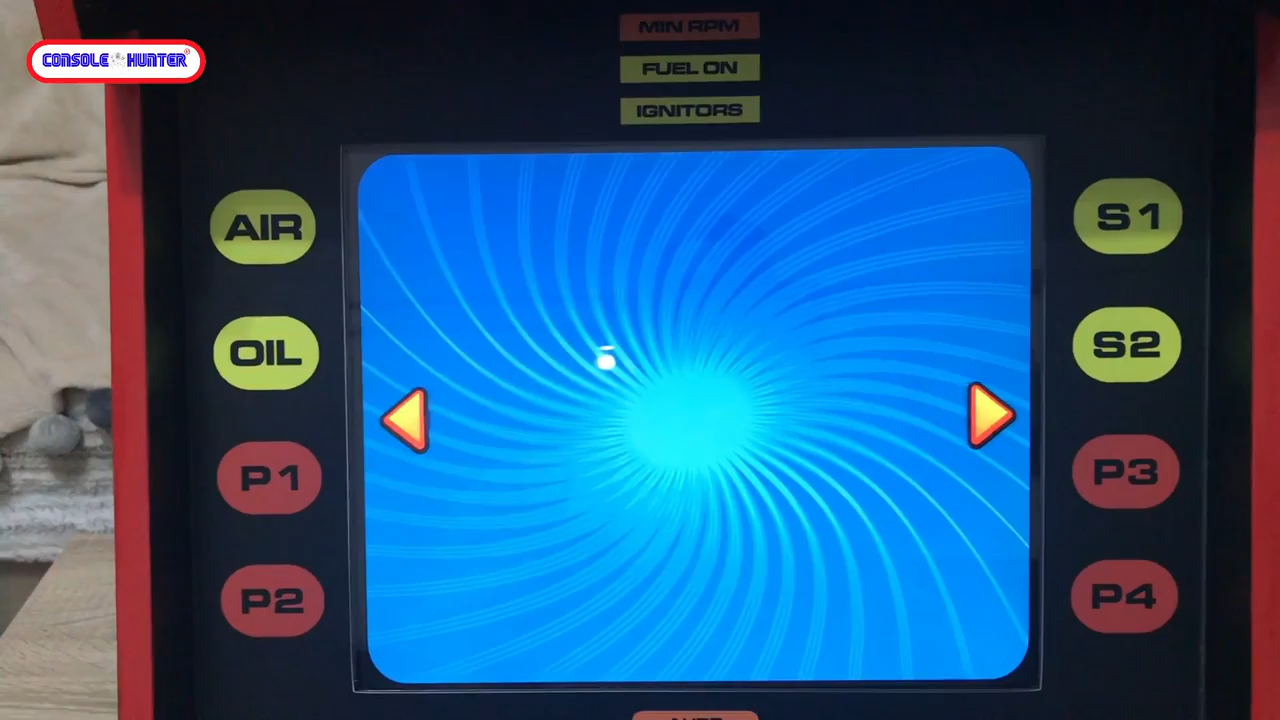 CONSOLE HUNTER
MIN RPM
FUEL ON
IGNITORS
AIR
OIL
P1
P2
S1
S2
P3
P4